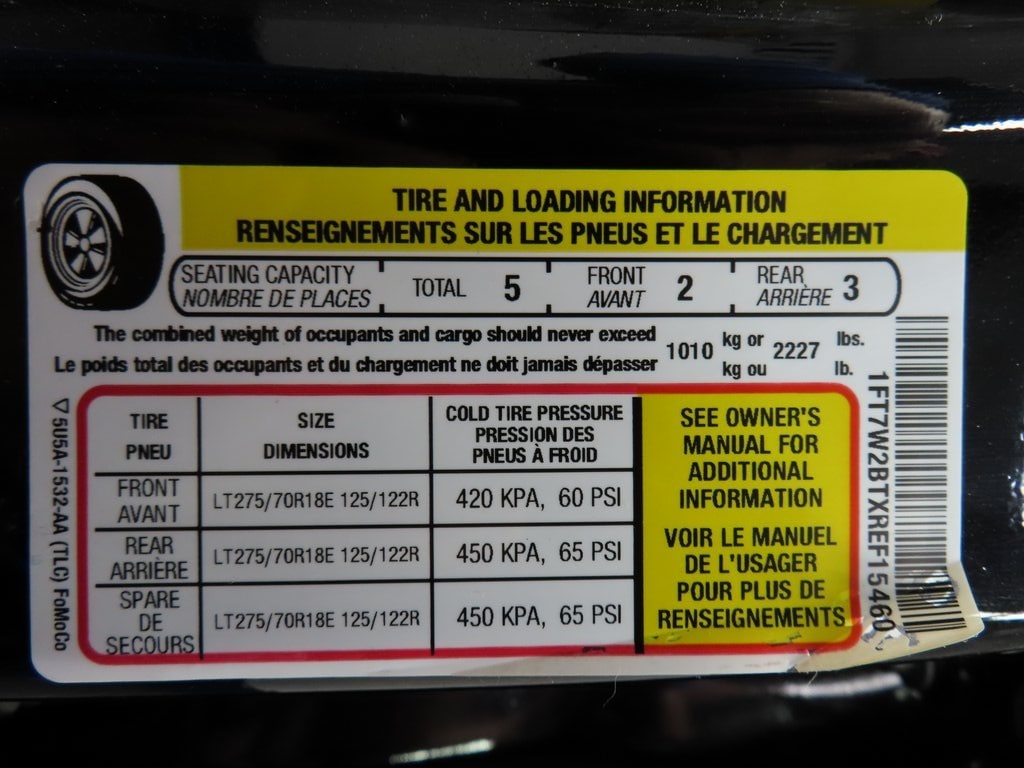 TIRE AND LOADING INFORMATION
RENSEIGNEMENTS SUR LES PNEUS ET LE CHARGEMENT
SEATING CAPACITY
NOMBRE DE PLACES
TOTAL 5
FRONT
AVANT
2
REAR
ARRIÈRE
3
The combined weight of occupants and cargo should never exceed
Le poids total des occupants et du chargement ne doit jamais dépasser
1010
kg or
kg ou
2227
lbs.
lb.
TIRE
PNEU
SIZE
DIMENSIONS
COLD TIRE PRESSURE
PRESSION DES
PNEUS À FROID
FRONT
AVANT
LT275/70R18E 125/122R
420 KPA, 60 PSI
REAR
ARRIÈRE
LT275/70R18E 125/122R
450 KPA, 65 PSI
SPARE
DE
SECOURS
LT275/70R18E 125/122R
450 KPA, 65 PSI
SEE OWNER'S
MANUAL FOR
ADDITIONAL
INFORMATION
VOIR LE MANUEL
DE L'USAGER
POUR PLUS DE
RENSEIGNEMENTS
1FT7W2BTXREF15460
▽5U5A-1532-AA (TLC) FoMoCo